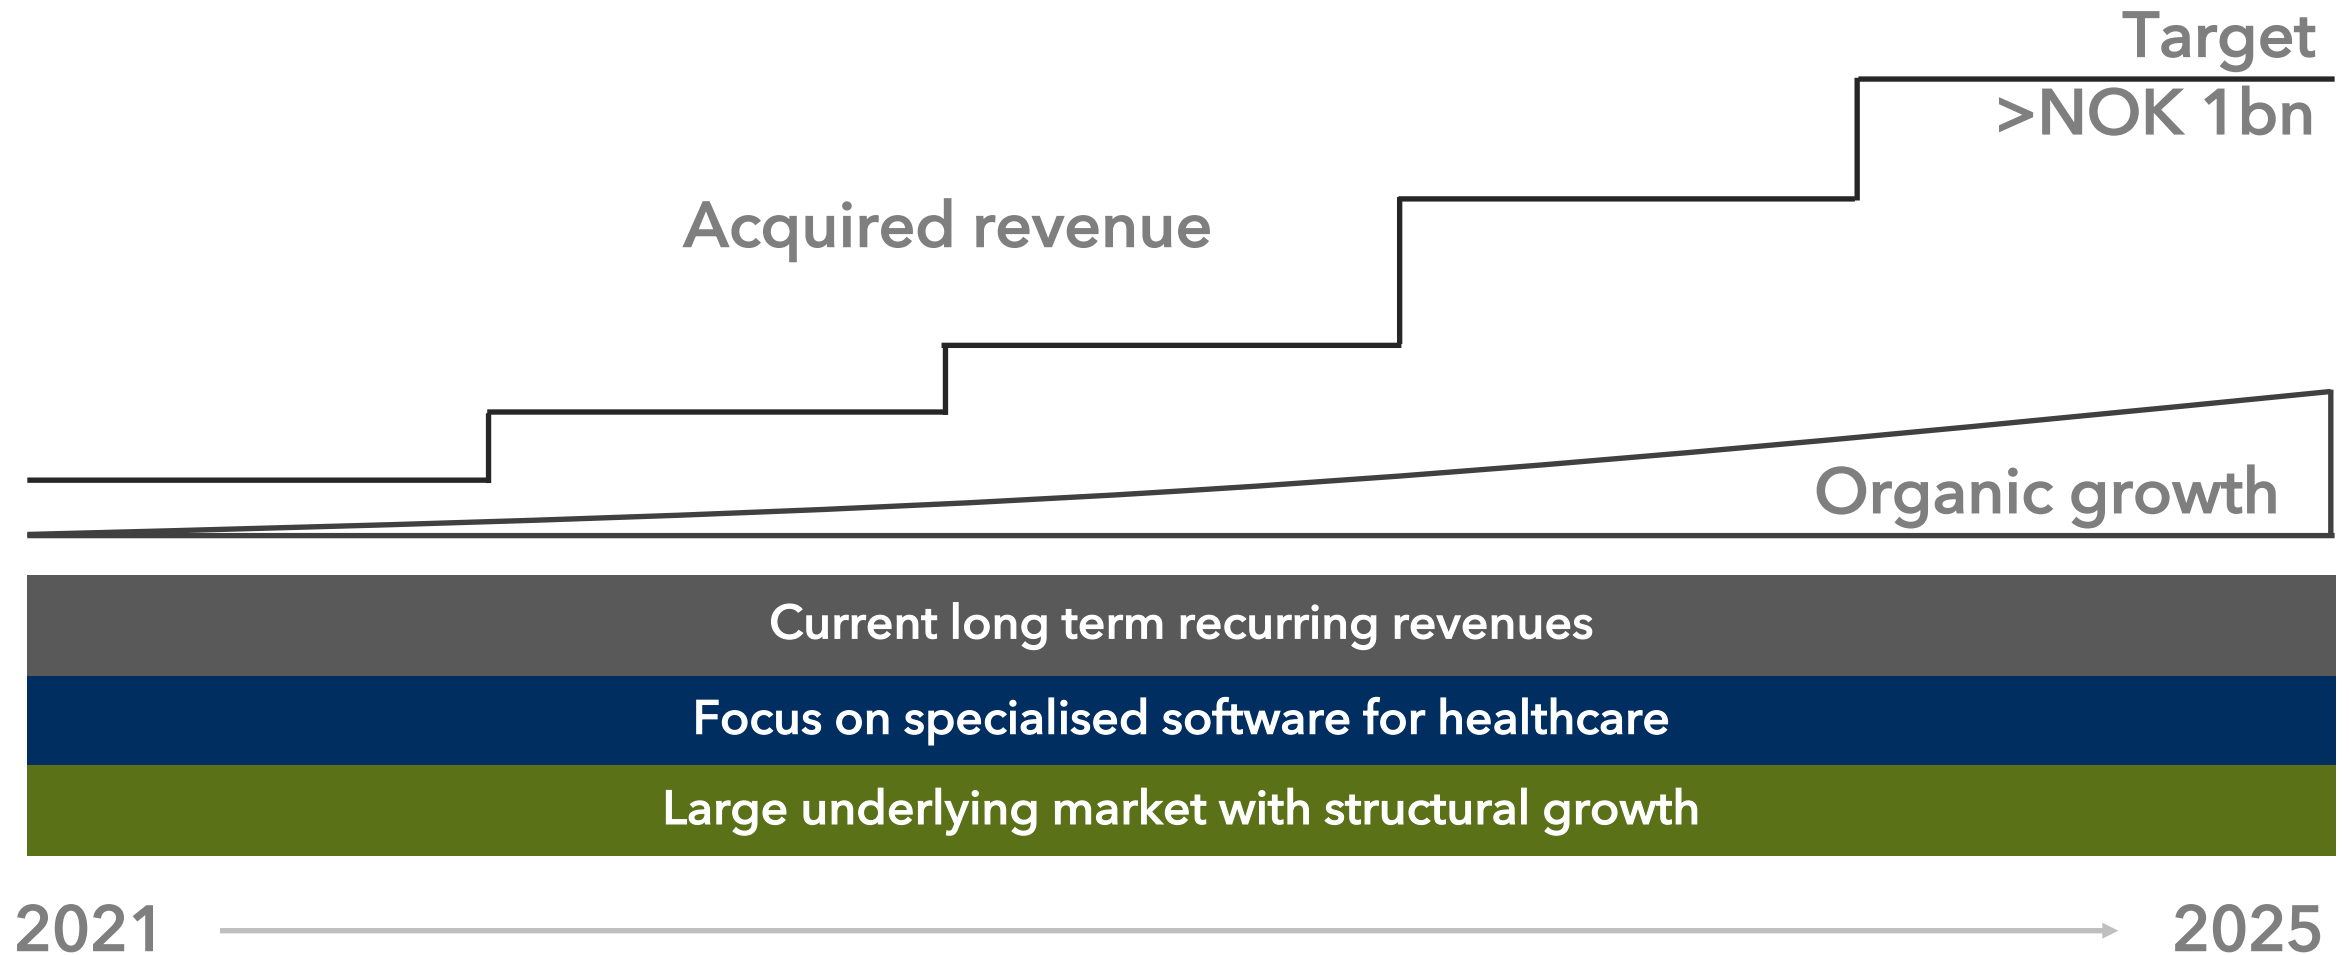 Target
>NOK 1bn
Acquired revenue
Organic growth
Current long term recurring revenues
Focus on specialised software for healthcare
Large underlying market with structural growth
2021
2025